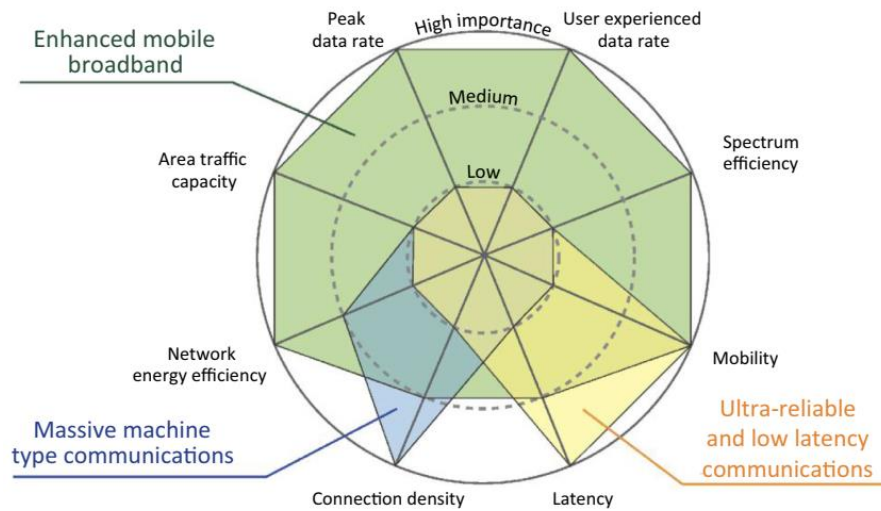 Peak
data rate
High importance
User experienced
data rate
Enhanced mobile
broadband
Medium
Area traffic
capacity
Low
Spectrum
efficiency
Network
energy efficiency
Mobility
Massive machine
type communications
Ultra-reliable
and low latency
communications
Connection density
Latency